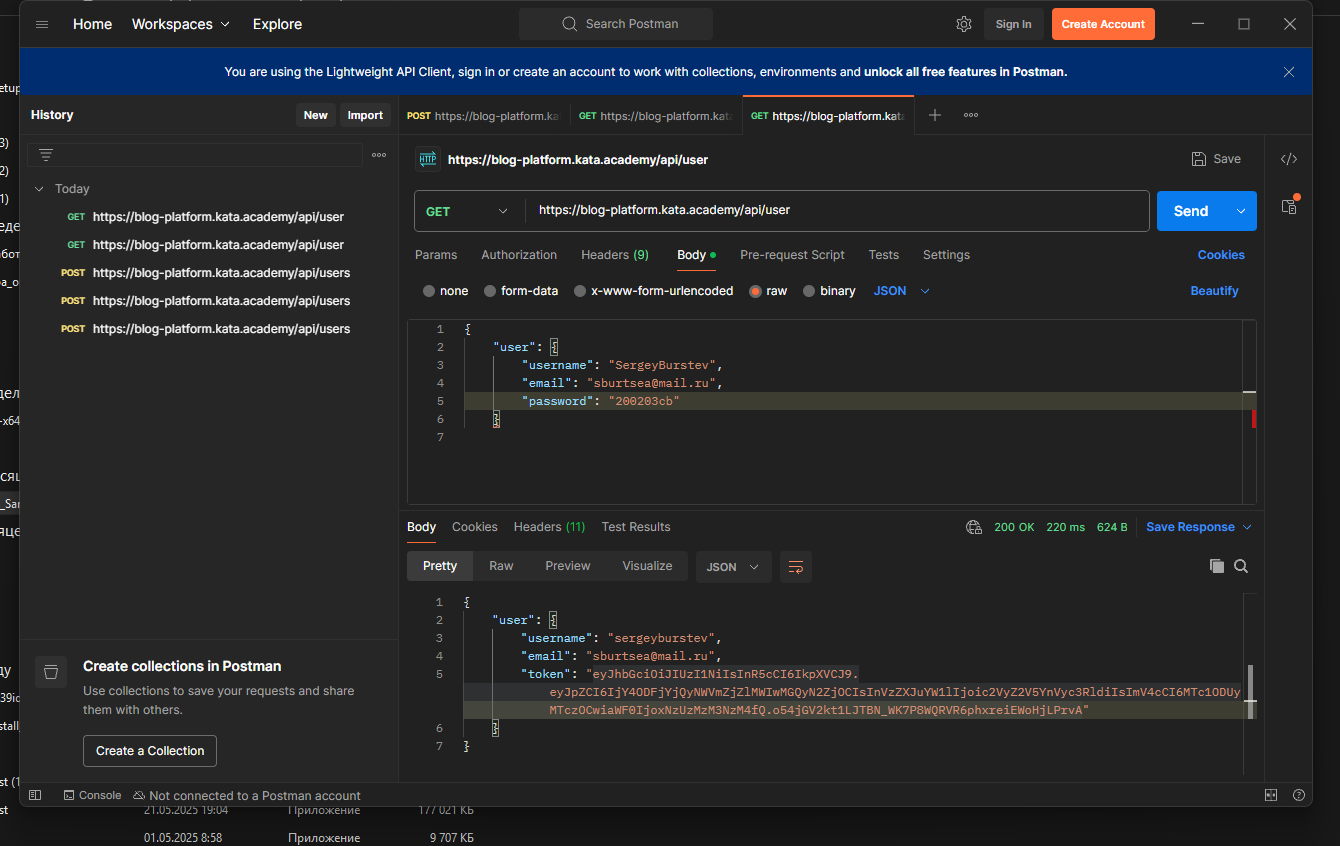 Home Workspaces Explore Search Postman Sign In Create Account
You are using the Lightweight API Client, sign in or create an account to work with collections, environments and unlock all free features in Postman.
History New Import
Today
GET https://blog-platform.kata.academy/api/user
GET https://blog-platform.kata.academy/api/user
POST https://blog-platform.kata.academy/api/users
POST https://blog-platform.kata.academy/api/users
POST https://blog-platform.kata.academy/api/users
Create collections in Postman
Use collections to save your requests and share
them with others.
Create a Collection
POST https://blog-platform.ka GET https://blog-platform.kata GET https://blog-platform.kata
HTTP https://blog-platform.kata.academy/api/user Save
GET https://blog-platform.kata.academy/api/user Send
Params Authorization Headers (9) Body Pre-request Script Tests Settings Cookies
none form-data x-www-form-urlencoded raw binary JSON Beautify
1 {
2 "user": {
3 "username": "SergeyBurstev",
4 "email": "sburtsea@mail.ru",
5 "password": "200203cb"
6 }
7
Body Cookies Headers (11) Test Results 200 OK 220 ms 624 B Save Response
Pretty Raw Preview Visualize JSON
1 {
2 "user": {
3 "username": "sergeyburstev",
4 "email": "sburtsea@mail.ru",
5 "token": "eyJhbGciOiJIUzI1NiIsInR5cCI6IkpXVCJ9.
eyJpZCI6IjY4ODFjYjQyNWVmZjZlMWIwMGQyN2ZjOCIsInVzZXJuYW1lIjoic2VyZ2V5YnVyc3RldiIsImV4cCI6MTc1ODUy
MTczOCwiaWF0IjoxNzUzMzM3NzM4fQ.o54jGV2kt1LJTBN_WK7P8WQRVR6phxreiEWoHjLPrvA"
6 }
7 }
Console Not connected to a Postman account
21.05.2025 19:04 Приложение 177 021 КБ
01.05.2025 8:58 Приложение 9 707 КБ